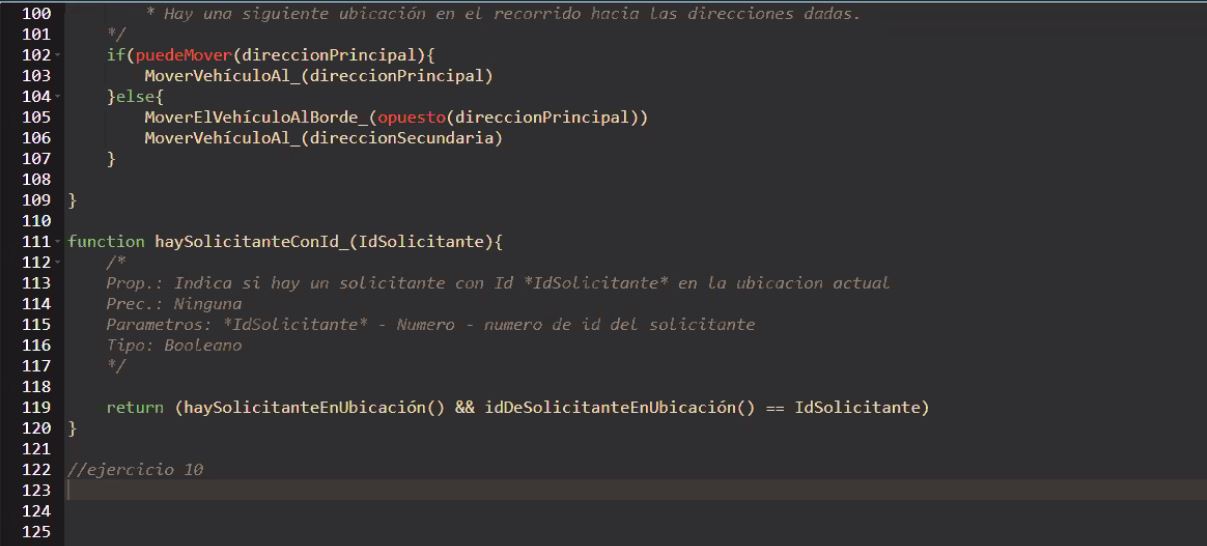 100 * Hay una siguiente ubicación en el recorrido hacia las direcciones dadas.
101 */
102 if(puedeMover(direccionPrincipal){
103 MoverVehículoAl_(direccionPrincipal)
104 }else{
105 MoverElVehículoAlBorde_(opuesto(direccionPrincipal))
106 MoverVehículoAl_(direccionSecundaria)
107 }
108
109 }
110
111 function haySolicitanteConId_(IdSolicitante){
112 /*
113 Prop.: Indica si hay un solicitante con Id *IdSolicitante* en la ubicacion actual
114 Prec.: Ninguna
115 Parametros: *IdSolicitante* - Numero - numero de id del solicitante
116 Tipo: Booleano
117 */
118
119 return (haySolicitanteEnUbicación() && idDeSolicitanteEnUbicación() == IdSolicitante)
120 }
121
122 //ejercicio 10
123
124
125